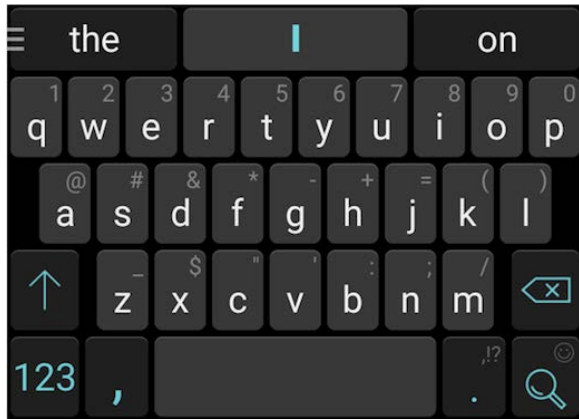 the I on
1 2 3 4 5 6 7 8 9 0
q w e r t y u i o p
@ # & * - + = ( )
a s d f g h j k l
_ $ " ' : ; /
z x c v b n m
,!?
123 , .